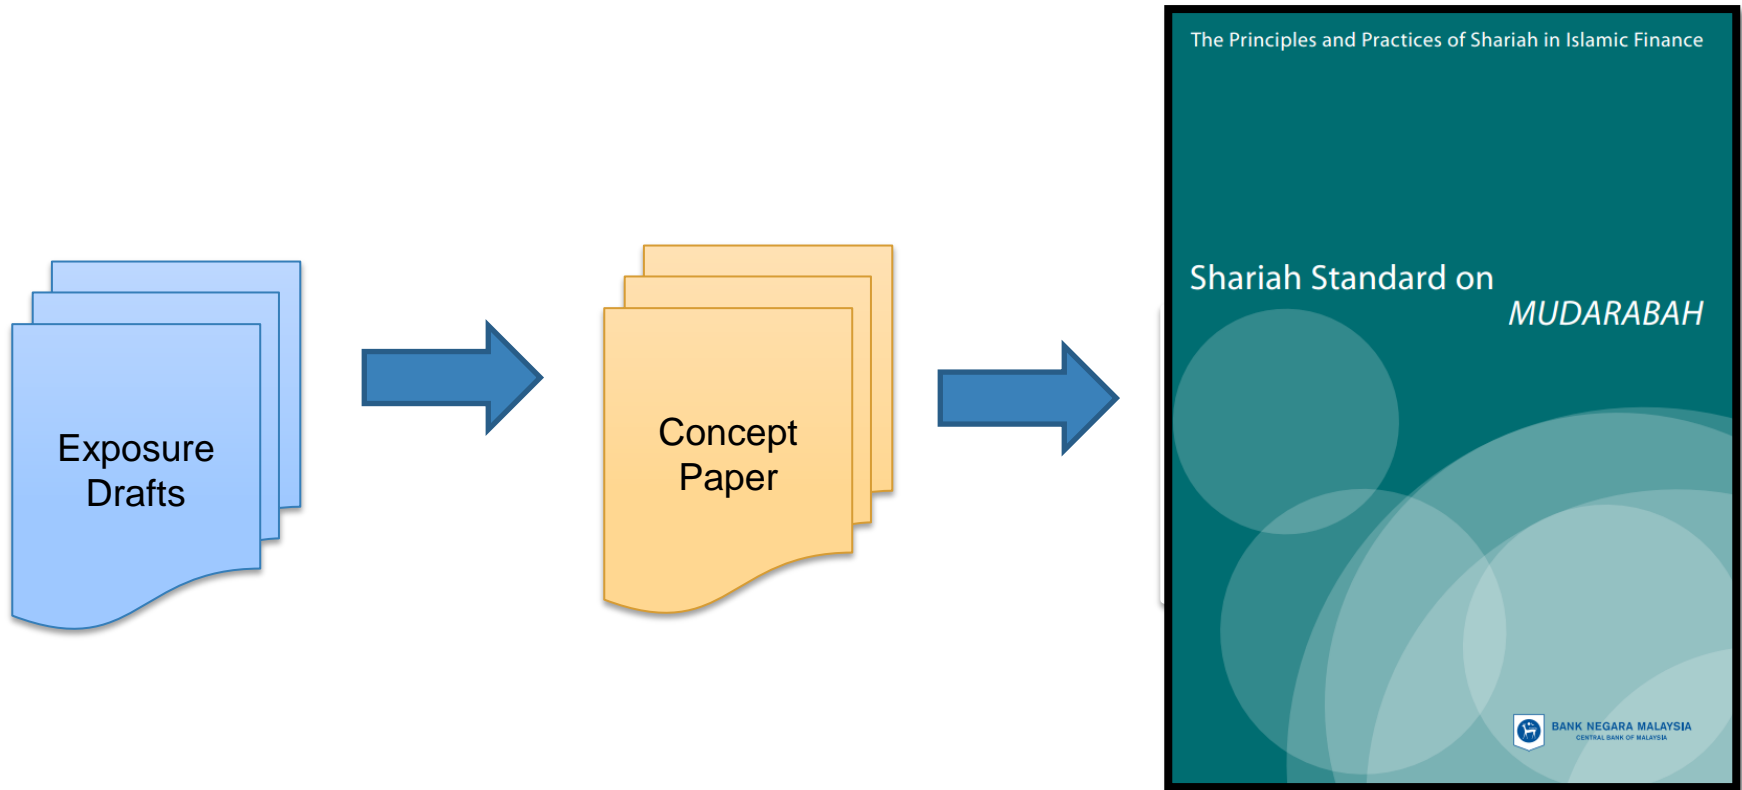 Exposure
Drafts
Concept
Paper
The Principles and Practices of Shariah in Islamic Finance
Shariah Standard on
MUDARABAH
BANK NEGARA MALAYSIA
CENTRAL BANK OF MALAYSIA